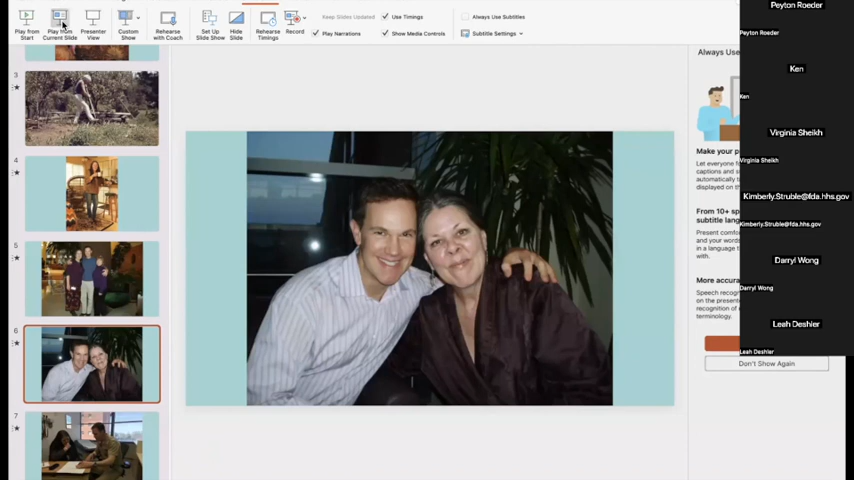 Play from Start
Play from Current Slide
Presenter View
Custom Show
Rehearse with Coach
Set Up Slide Show
Hide Slide
Keep Slides Updated
Play Narrations
Use Timings
Show Media Controls
Rehearse Timings
Record
Always Use Subtitles
Subtitle Settings
3
4
5
6
7
Always Use
Make your p
Let everyone f
captions and s
automatically t
displayed on th
From 10+ sp
subtitle lang
Present comfo
and your words
in a language t
with.
More accura
Speech recogn
on the presente
recognition of n
terminology.
Don't Show Again
Peyton Roeder
Peyton Roeder
Ken
Ken
Virginia Sheikh
Virginia Sheikh
Kimberly.Struble@fda.hhs.gov
Kimberly.Struble@fda.hhs.gov
Darryl Wong
Darryl Wong
Leah Deshler
Leah Deshler